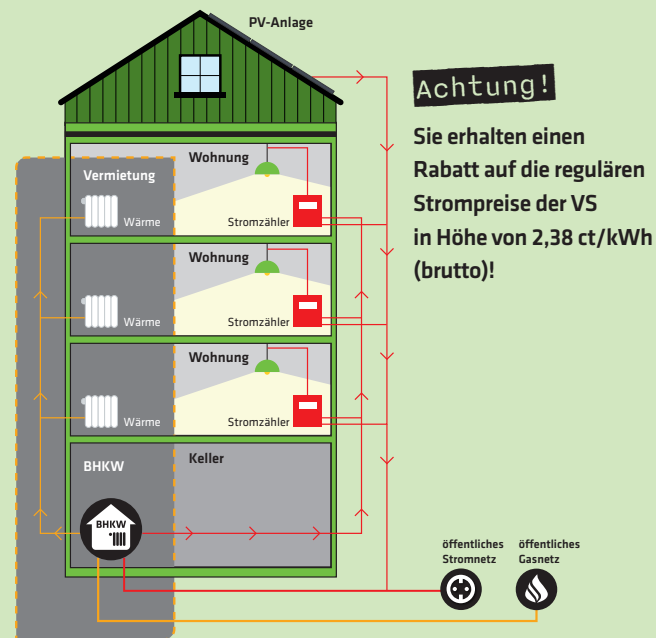 PV-Anlage
Achtung!
Sie erhalten einen
Rabatt auf die regulären
Strompreise der VS
in Höhe von 2,38 ct/kWh
(brutto)!
Wohnung
Vermietung
Wärme
Stromzähler
Wohnung
Wärme
Stromzähler
Wohnung
Wärme
Stromzähler
BHKW
Keller
BHKW
öffentliches
Stromnetz
öffentliches
Gasnetz